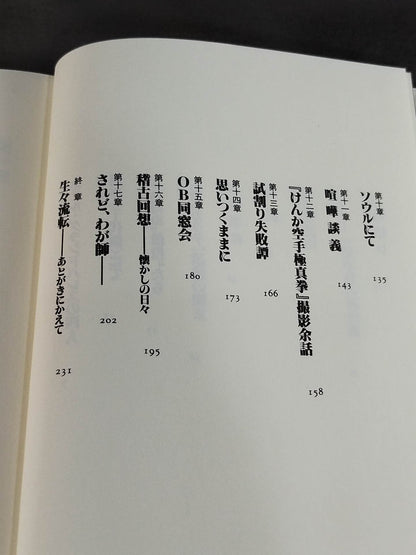 第十章
ソウルにて
135
第十一章
喧嘩談義
143
第十二章
『けんか空手極真拳』撮影余話
158
第十三章
試割り失敗譚
166
第十四章
思いつくままに
173
第十五章
OB同窓会
180
第十六章
稽古回想――懐かしの日々
195
第十七章
されど、わが師――
202
終章
生々流転――あとがきにかえて
231